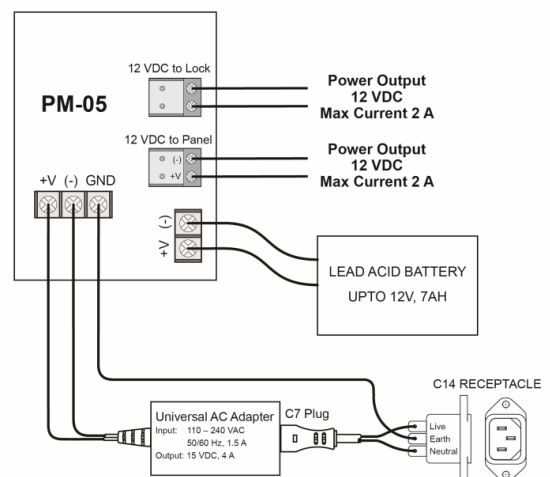 12 VDC to Lock
Power Output
12 VDC
Max Current 2 A
PM-05
12 VDC to Panel
(-)
+V
Power Output
12 VDC
Max Current 2 A
+V (-) GND
(-)
+V
LEAD ACID BATTERY
UPTO 12V, 7AH
C14 RECEPTACLE
Universal AC Adapter
Input: 110 – 240 VAC
50/60 Hz, 1.5 A
Output: 15 VDC, 4 A
C7 Plug
Live
Earth
Neutral